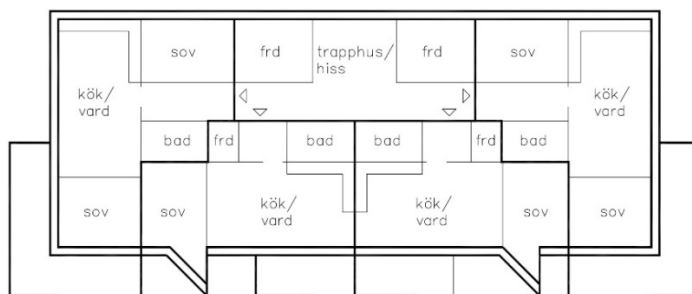 sov
frd
trapphus/
hiss
frd
sov
kök/
vard
kök/
vard
bad
frd
bad
bad
frd
bad
sov
sov
kök/
vard
kök/
vard
sov
sov